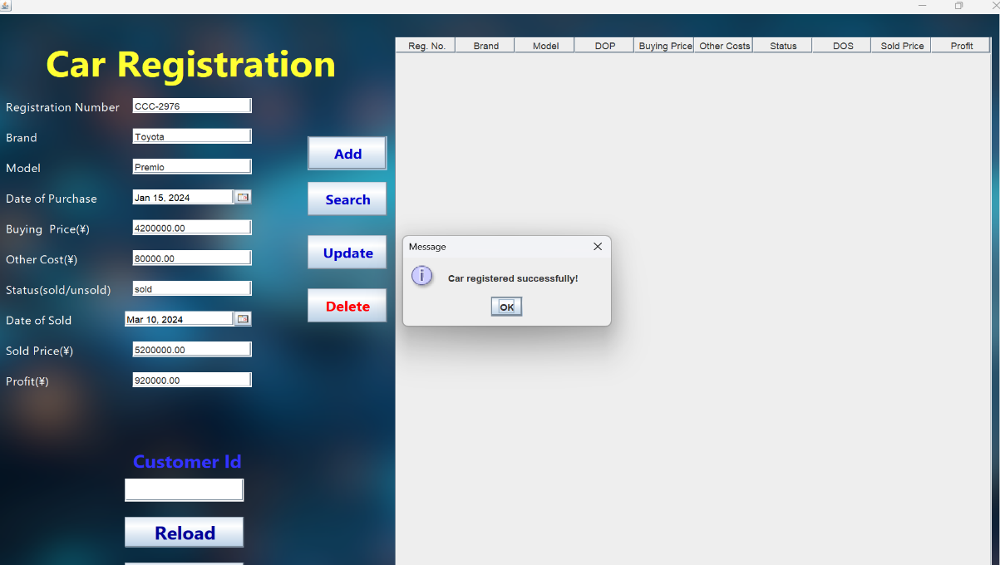 Car Registration
Registration Number CCC-2976
Brand Toyota
Model Premio
Date of Purchase Jan 15, 2024
Buying Price(¥) 4200000.00
Other Cost(¥) 80000.00
Status(sold/unsold) sold
Date of Sold Mar 10, 2024
Sold Price(¥) 5200000.00
Profit(¥) 920000.00
Add
Search
Update
Delete
Customer Id
Reload
Reg. No. Brand Model DOP Buying Price Other Costs Status DOS Sold Price Profit
Message
i
Car registered successfully!
OK